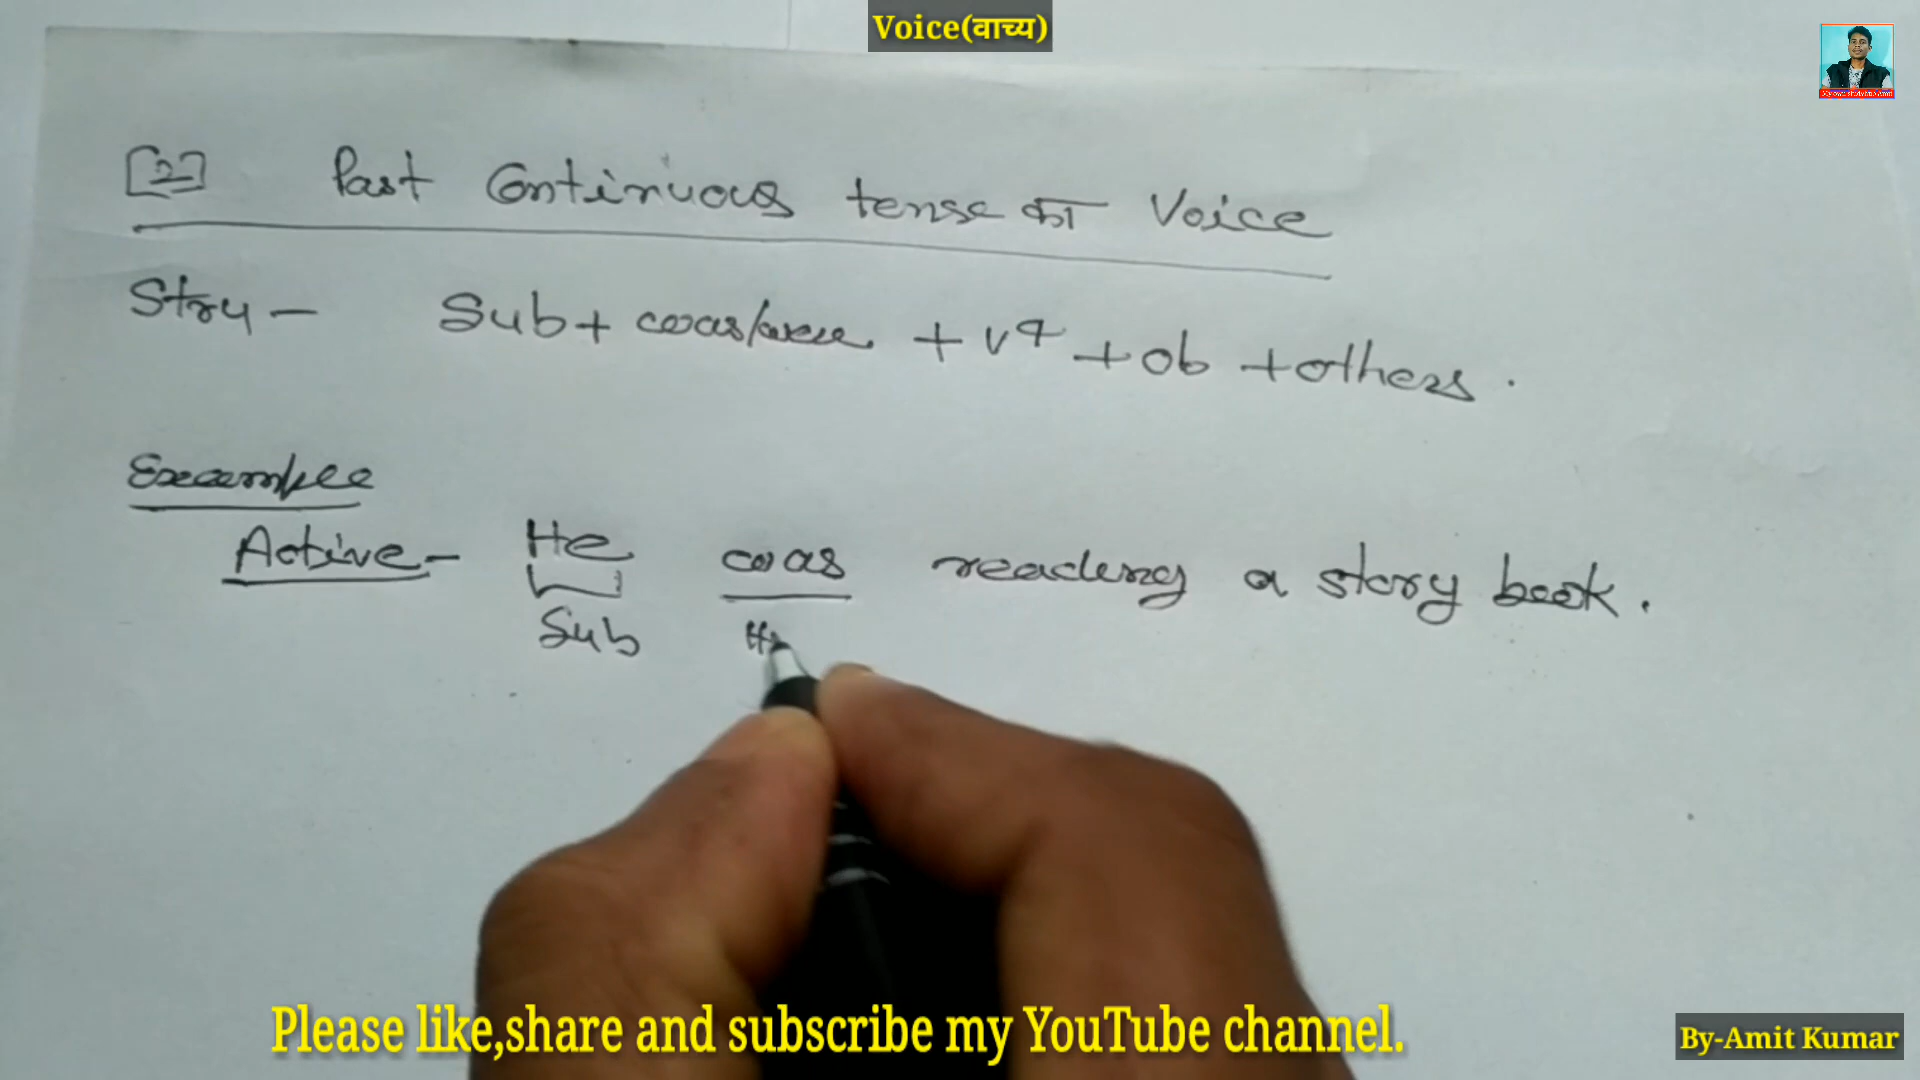 Voice(वाच्य)
[2] Past Continuous tense का Voice
Stru - Sub + was/were + v4 + ob + others.
Example
Active - He was reading a story book.
Sub
Please like,share and subscribe my YouTube channel.
By-Amit Kumar